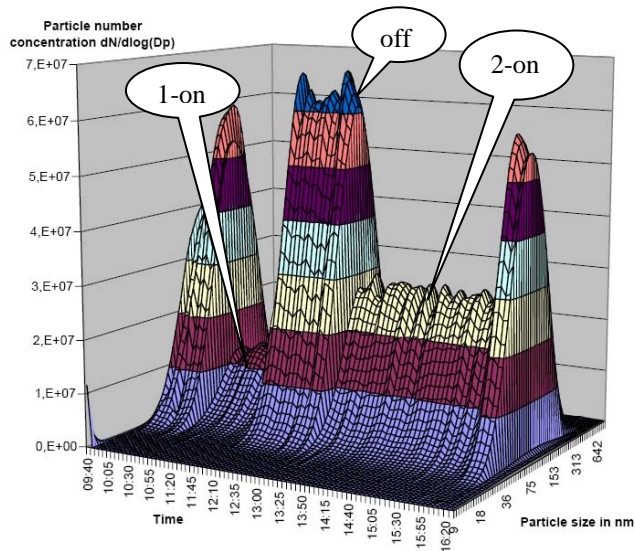 Particle number
concentration dN/dlog(Dp)
7,E+07
6,E+07
5,E+07
4,E+07
3,E+07
2,E+07
1,E+07
0,E+00
1-on
off
2-on
09:40
10:05
10:30
10:55
11:20
11:45
12:10
12:35
13:00
13:25
13:50
14:15
14:40
15:05
15:30
15:55
16:20
Time
9
18
36
75
153
313
642
Particle size in nm